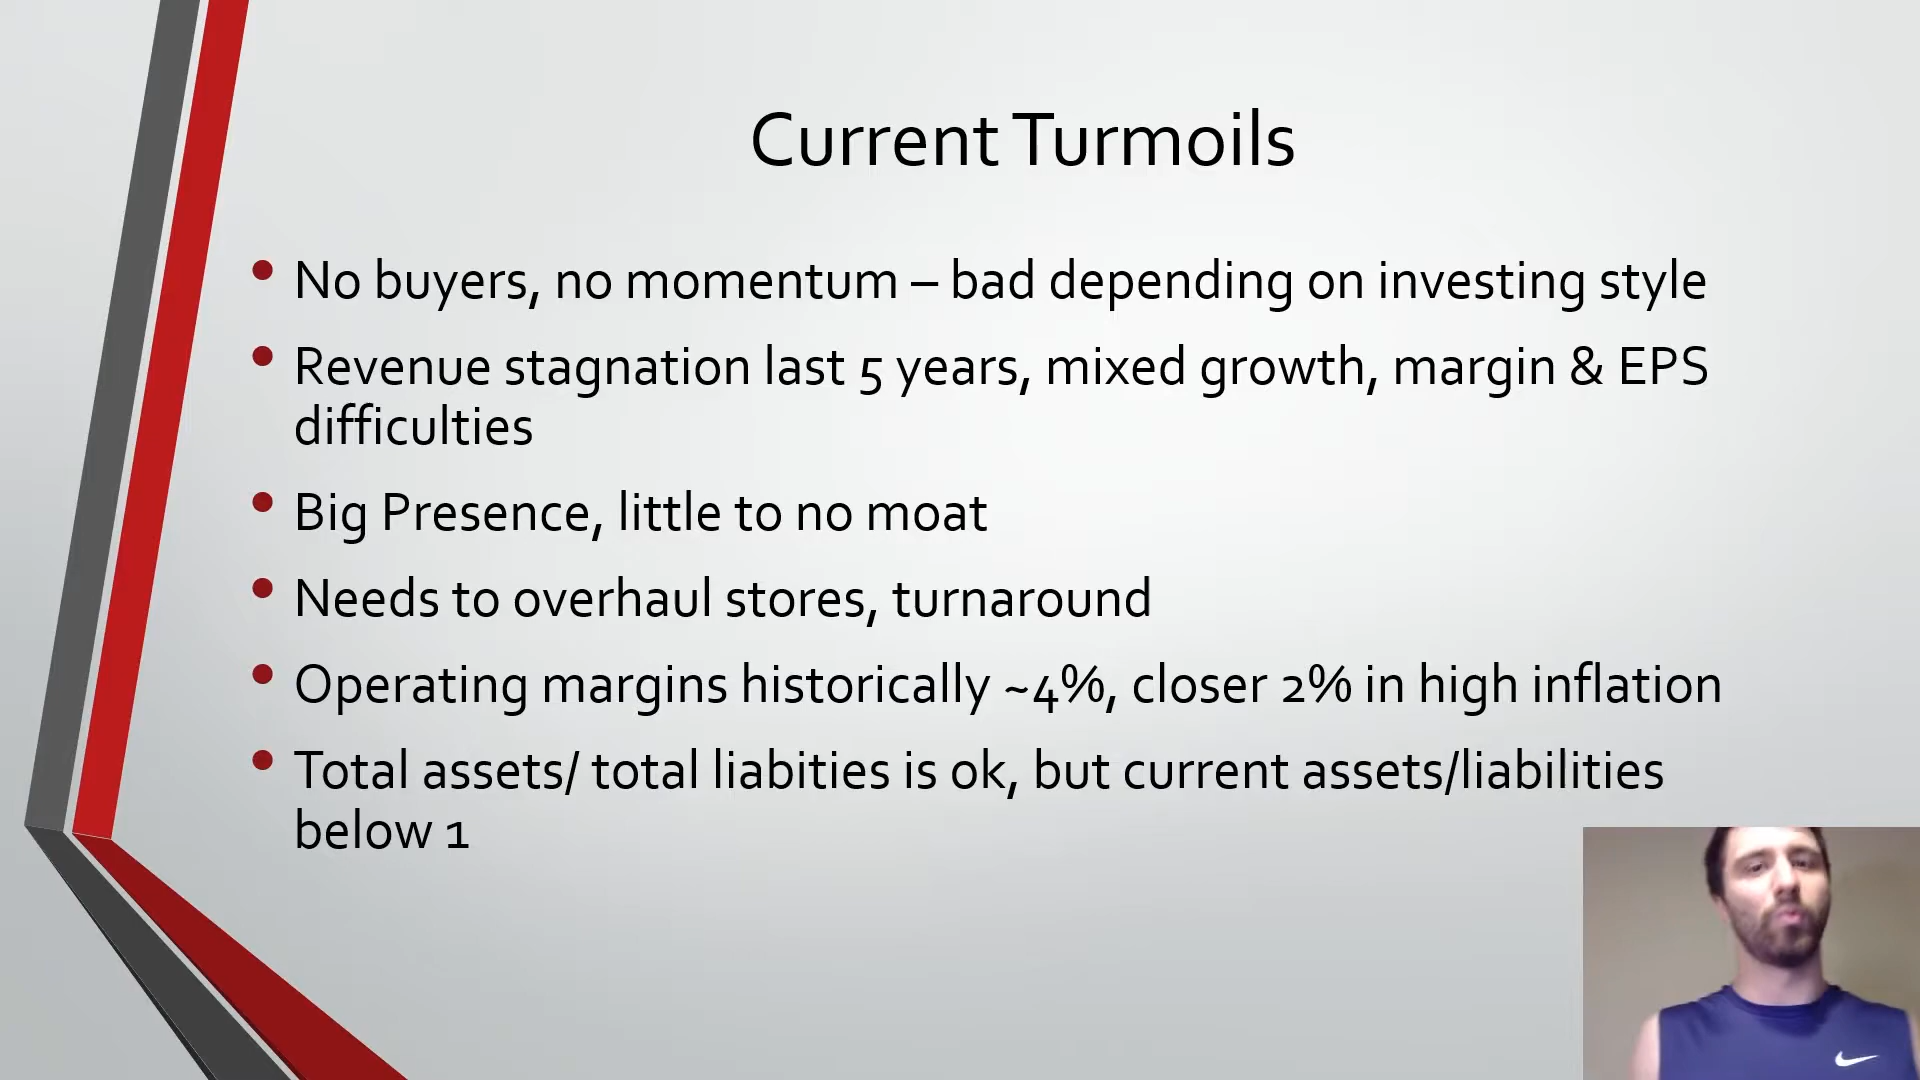 Current Turmoils
No buyers, no momentum – bad depending on investing style
Revenue stagnation last 5 years, mixed growth, margin & EPS
difficulties
Big Presence, little to no moat
Needs to overhaul stores, turnaround
Operating margins historically ~4%, closer 2% in high inflation
Total assets/ total liabities is ok, but current assets/liabilities
below 1